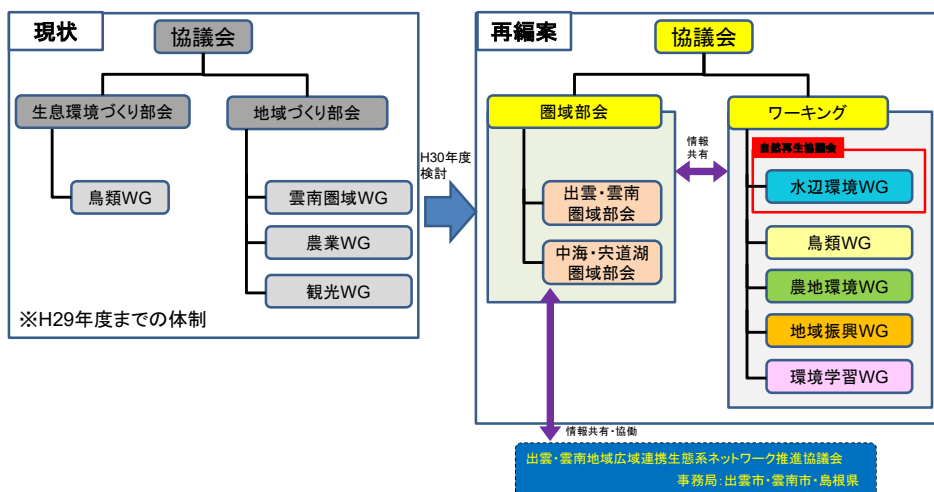 現状
協議会
生息環境づくり部会
地域づくり部会
鳥類WG
雲南圏域WG
農業WG
観光WG
※H29年度までの体制
H30年度
検討
再編案
協議会
圏域部会
ワーキング
情報
共有
自然再生協議会
出雲・雲南
圏域部会
中海・宍道湖
圏域部会
水辺環境WG
鳥類WG
農地環境WG
地域振興WG
環境学習WG
情報共有・協働
出雲・雲南地域広域連携生態系ネットワーク推進協議会
事務局:出雲市・雲南市・島根県